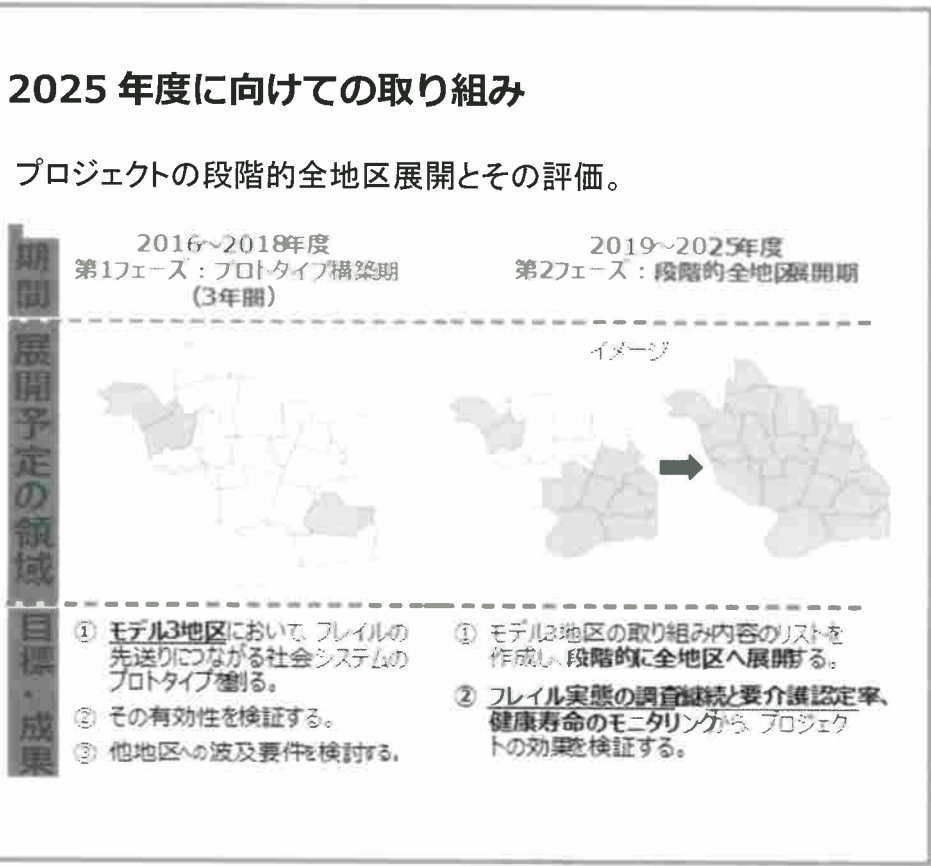 2025 年度に向けての取り組み
プロジェクトの段階的全地区展開とその評価。
期間
2016～2018年度
第1フェーズ：プロトタイプ構築期
（3年間）
2019～2025年度
第2フェーズ：段階的全地区展開期
展開予定の領域
イメージ
目標・成果
① モデル3地区において、フレイルの
先送りにつながる社会システムの
プロトタイプを創る。
② その有効性を検証する。
③ 他地区への波及要件を検討する。
① モデル3地区の取り組み内容のリストを
作成し、段階的に全地区へ展開する。
② フレイル実態の調査継続と要介護認定率、
健康寿命のモニタリングから、プロジェク
トの効果を検証する。